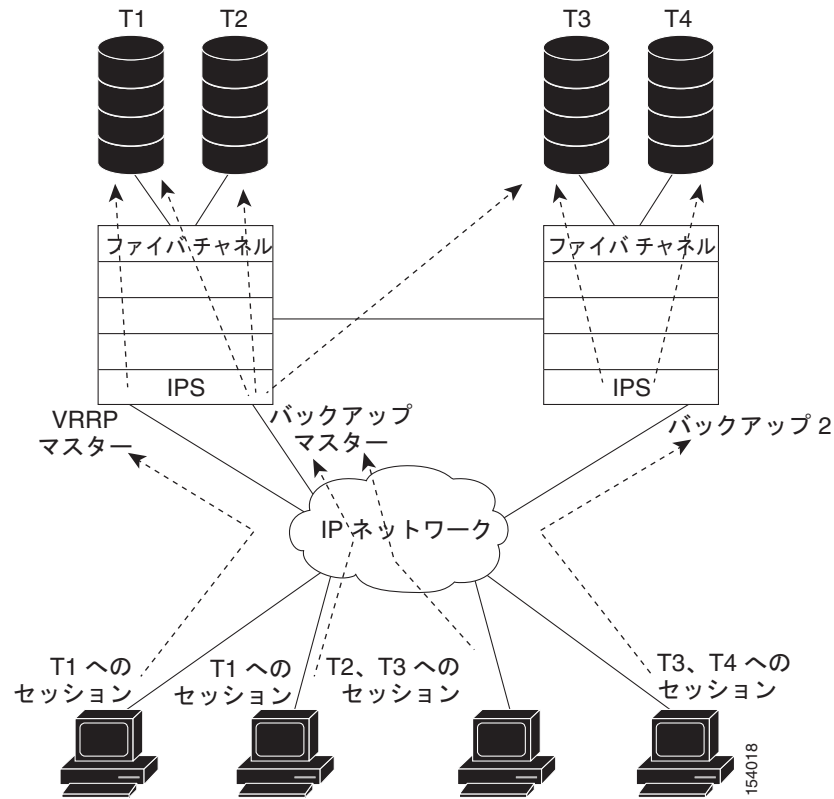 T1
T2
T3
T4
ファイバ チャネル
ファイバ チャネル
IPS
IPS
VRRP
マスター
バックアップ
マスター
バックアップ 2
IP ネットワーク
T1 への
セッション
T1 への
セッション
T2、T3 への
セッション
T3、T4 への
セッション
154018